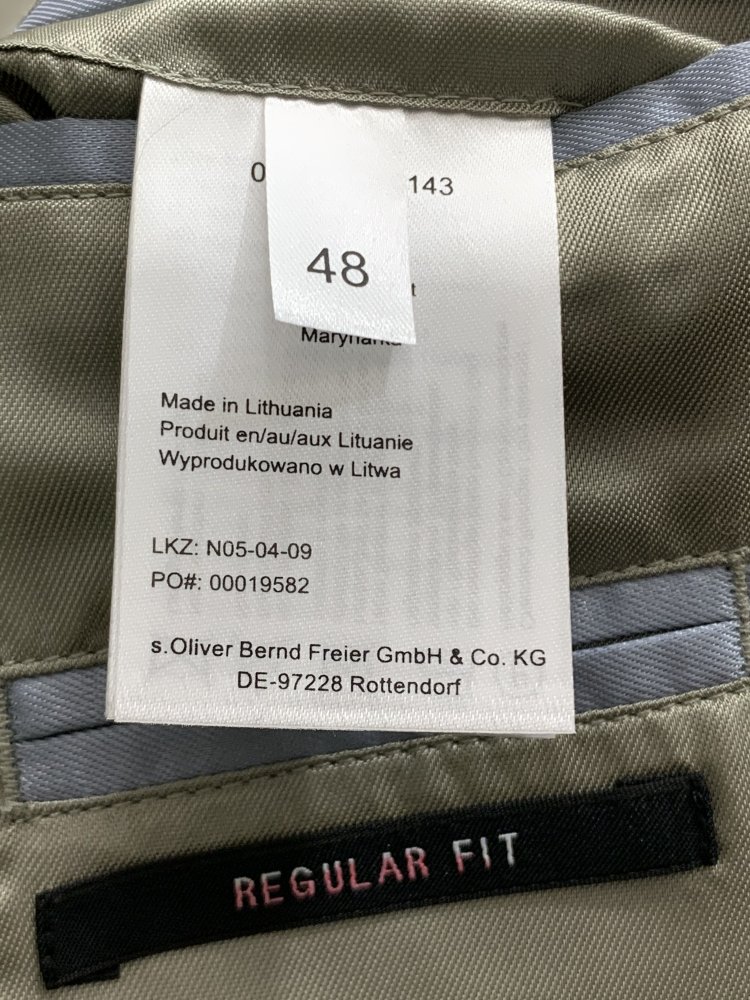 0 143
48
t
Made in Lithuania
Produit en/au/aux Lituanie
Wyprodukowano w Litwa
LKZ: N05-04-09
PO#: 00019582
s.Oliver Bernd Freier GmbH & Co. KG
DE-97228 Rottendorf
REGULAR FIT